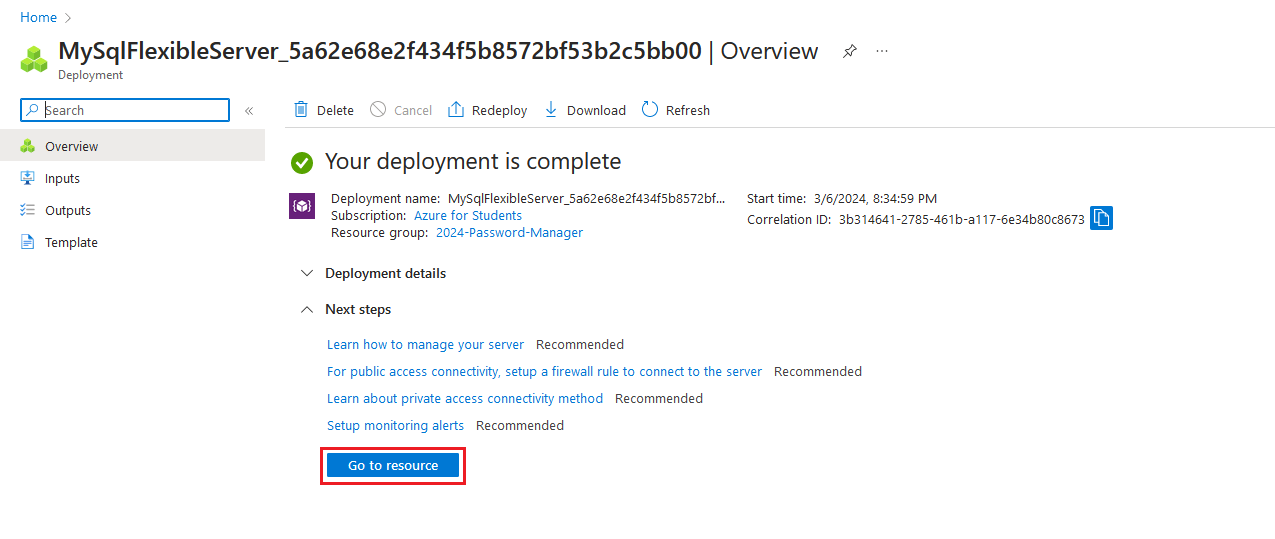 Home
MySqlFlexibleServer_5a62e68e2f434f5b8572bf53b2c5bb00 | Overview
Deployment
Search
Delete
Cancel
Redeploy
Download
Refresh
Overview
Inputs
Outputs
Template
Your deployment is complete
Deployment name: MySqlFlexibleServer_5a62e68e2f434f5b8572bf...
Subscription: Azure for Students
Resource group: 2024-Password-Manager
Start time: 3/6/2024, 8:34:59 PM
Correlation ID: 3b314641-2785-461b-a117-6e34b80c8673
Deployment details
Next steps
Learn how to manage your server Recommended
For public access connectivity, setup a firewall rule to connect to the server Recommended
Learn about private access connectivity method Recommended
Setup monitoring alerts Recommended
Go to resource